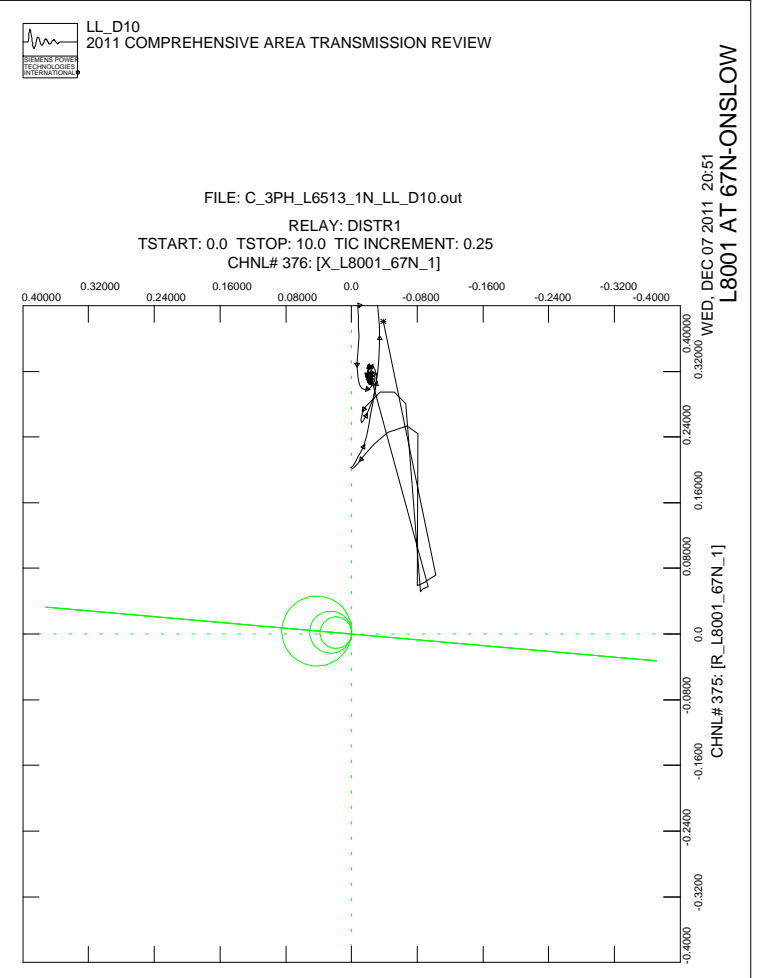 LL_D10
2011 COMPREHENSIVE AREA TRANSMISSION REVIEW
SIEMENS POWER
TECHNOLOGIES
INTERNATIONAL
FILE: C_3PH_L6513_1N_LL_D10.out
RELAY: DISTR1
TSTART: 0.0 TSTOP: 10.0 TIC INCREMENT: 0.25
CHNL# 376: [X_L8001_67N_1]
0.40000 0.32000 0.24000 0.16000 0.08000 0.0 -0.0800 -0.1600 -0.2400 -0.3200 -0.4000
-0.4000 -0.3200 -0.2400 -0.1600 -0.0800 0.0 0.08000 0.16000 0.24000 0.32000 0.40000
CHNL# 375: [R_L8001_67N_1]
WED, DEC 07 2011 20:51
L8001 AT 67N-ONSLOW